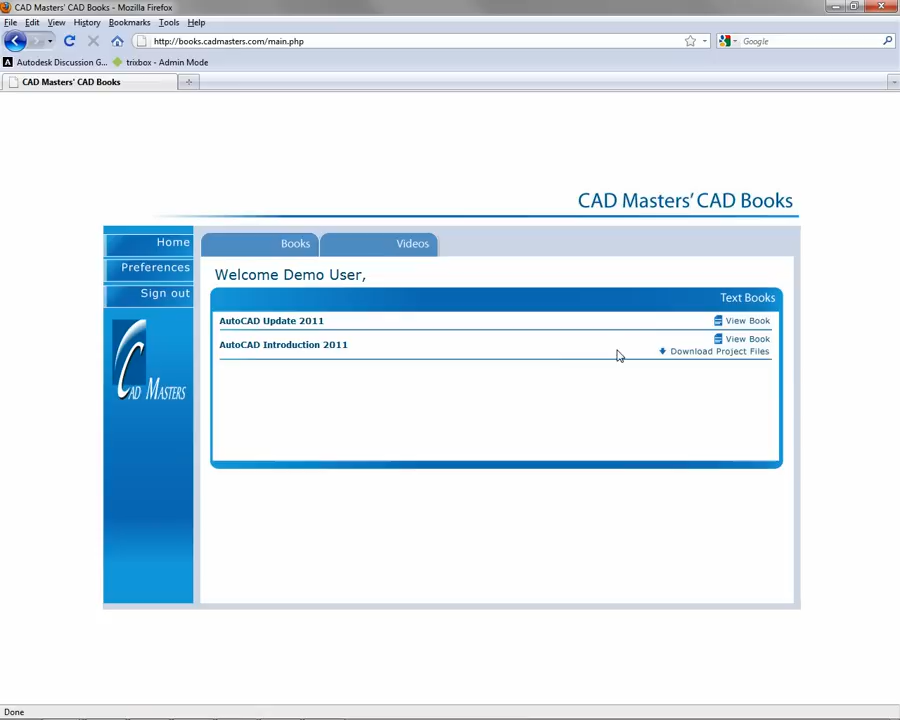 CAD Masters' CAD Books - Mozilla Firefox
File Edit View History Bookmarks Tools Help
http://books.cadmasters.com/main.php
Google
Autodesk Discussion G... trixbox - Admin Mode
CAD Masters' CAD Books
CAD Masters' CAD Books
Home
Preferences
Sign out
CAD MASTERS
Books Videos
Welcome Demo User,
Text Books
AutoCAD Update 2011 View Book
AutoCAD Introduction 2011 View Book
Download Project Files
Done